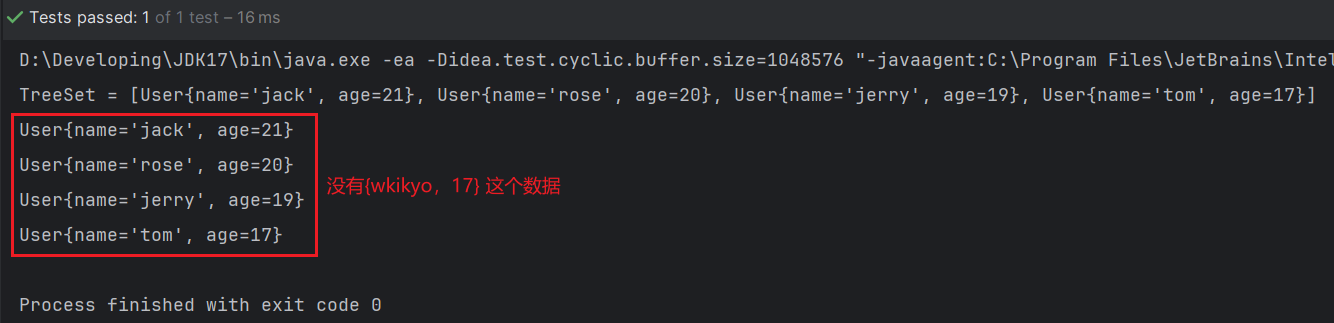 Tests passed: 1 of 1 test – 16 ms
D:\Developing\JDK17\bin\java.exe -ea -Didea.test.cyclic.buffer.size=1048576 "-javaagent:C:\Program Files\JetBrains\Intel
TreeSet = [User{name='jack', age=21}, User{name='rose', age=20}, User{name='jerry', age=19}, User{name='tom', age=17}]
User{name='jack', age=21}
User{name='rose', age=20}
User{name='jerry', age=19}
没有{wkikyo，17} 这个数据
User{name='tom', age=17}
Process finished with exit code 0